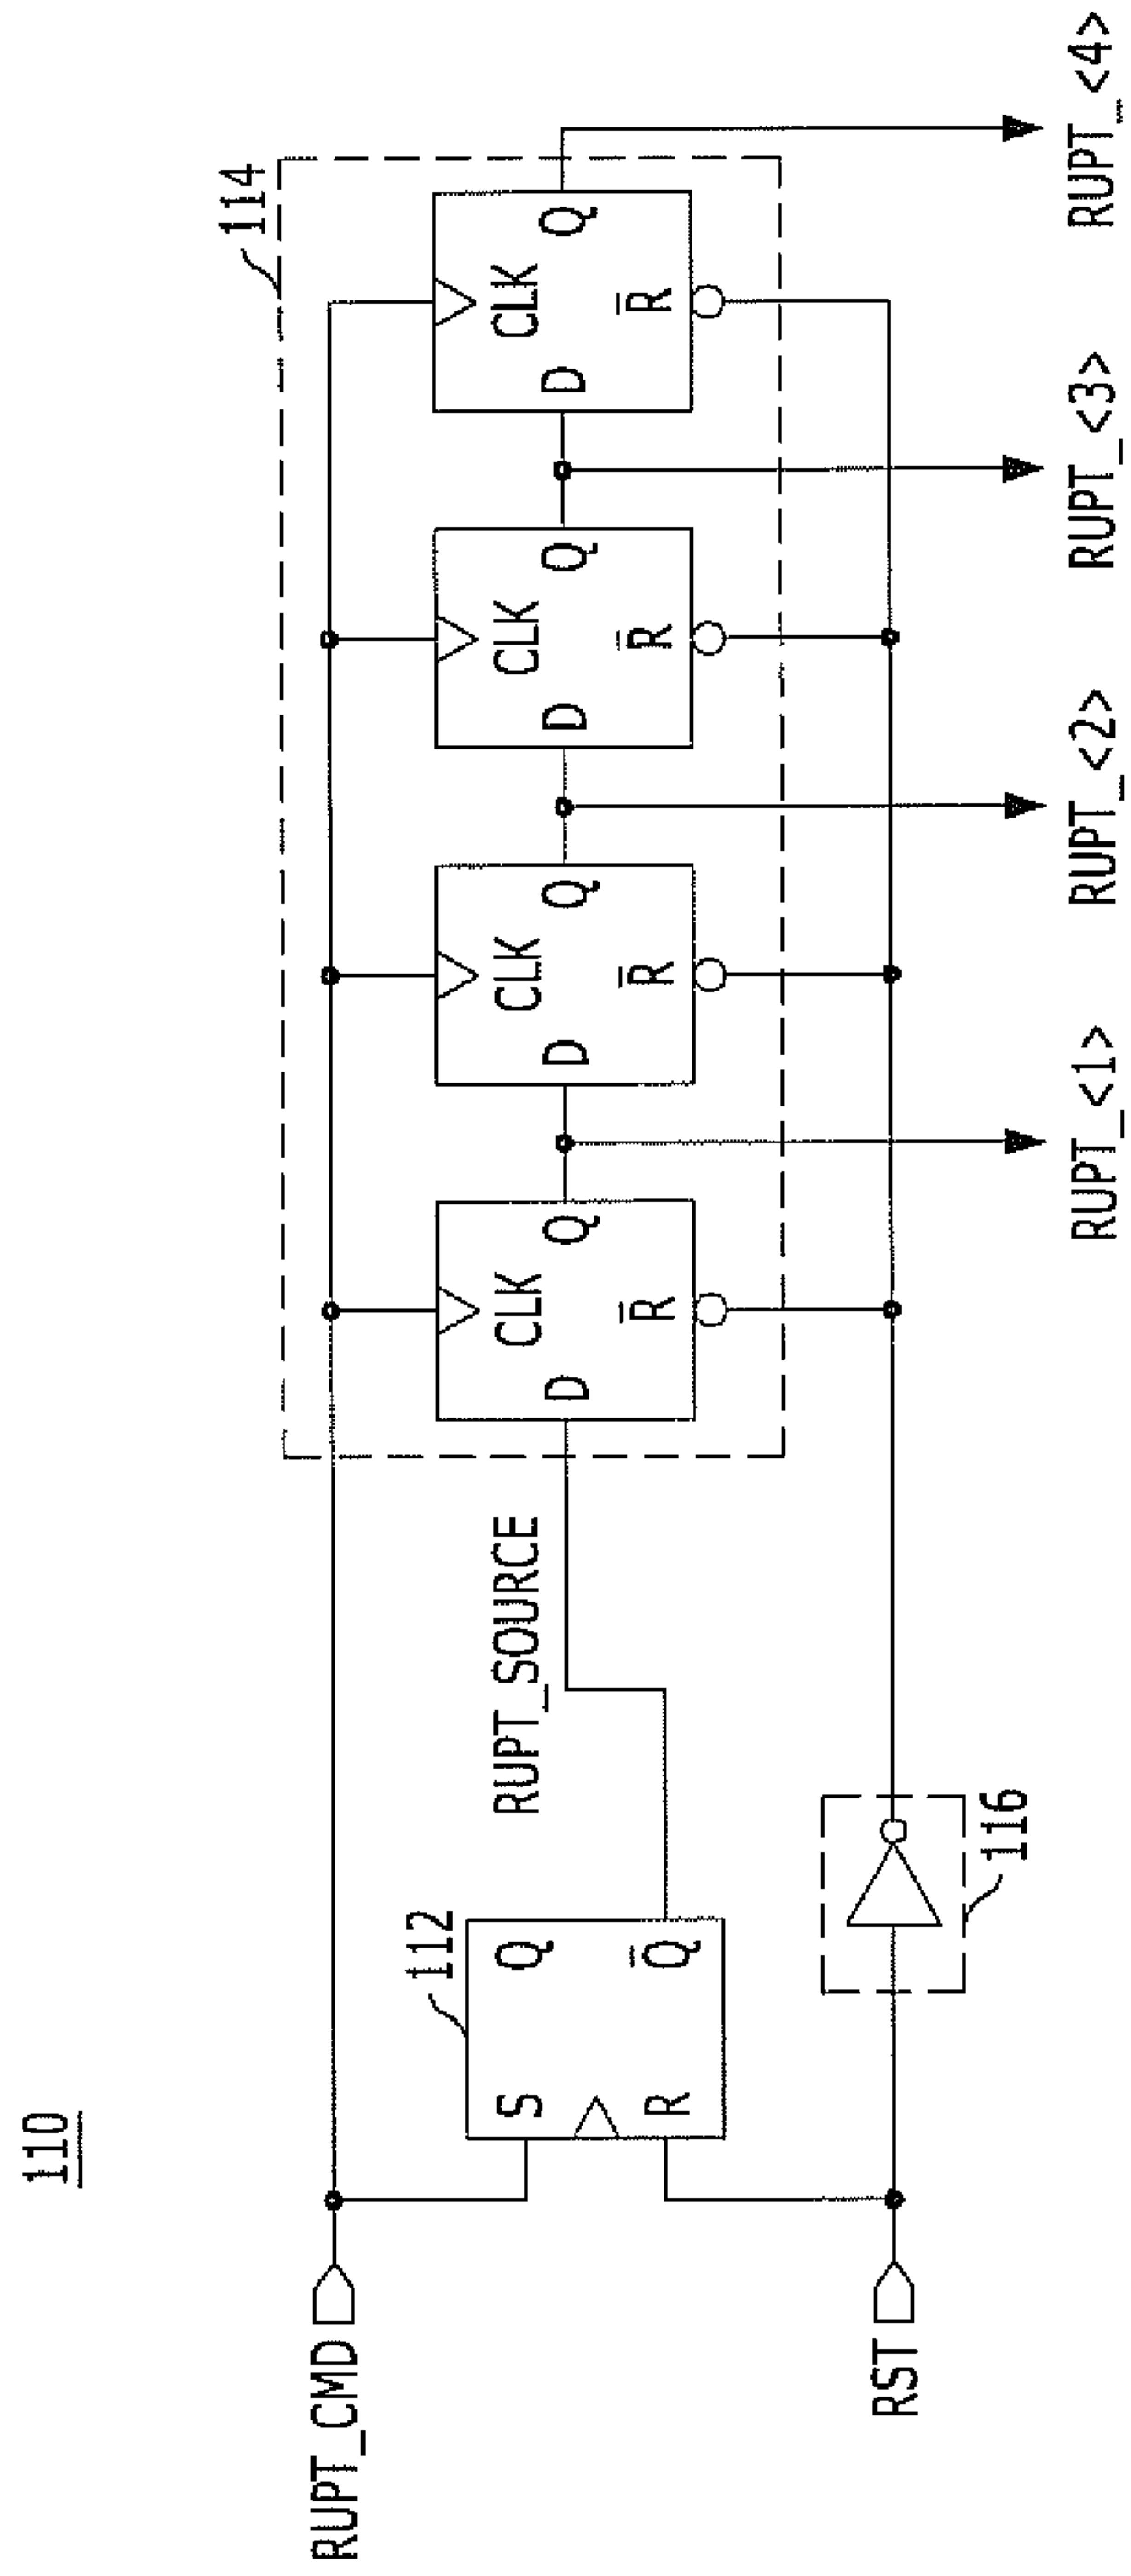 110
RUPT_CMD
RST
112
S
Q
R
Q̅
116
RUPT_SOURCE
114
D
CLK
Q
R̅
D
CLK
Q
R̅
D
CLK
Q
R̅
D
CLK
Q
R̅
RUPT_<1>
RUPT_<2>
RUPT_<3>
RUPT_<4>